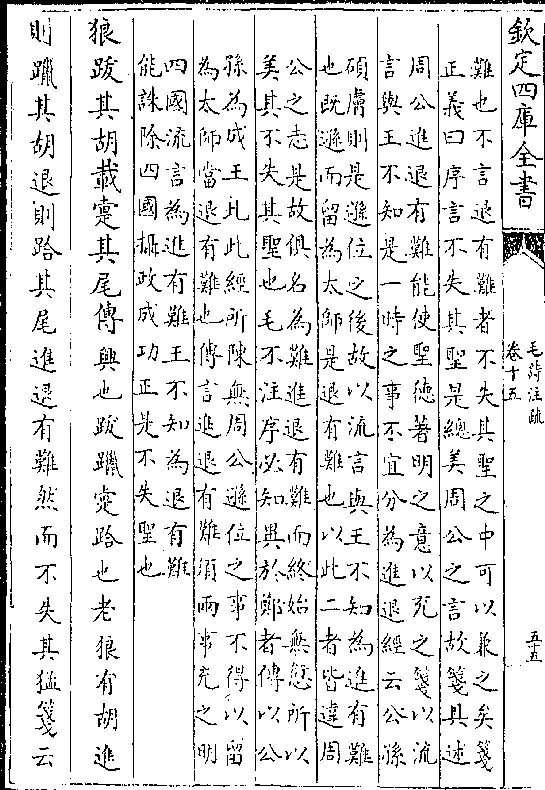 欽定四庫全書
毛詩注疏
卷十五
五十五
難也不言退有難者不失其聖之中可以兼之矣箋
正義曰序言不失其聖是總美周公之言故箋具述
周公進退有難能使聖德著明之意以充之箋以流
言與王不知是一時之事不宜分為進退經云公孫
碩膚則是遜位之後故以流言與王不知為進有難
也既遜而留為太師是退有難也以此二者皆違周
公之志是故俱名為難進退有難而終始無愆所以
美其不失其聖也毛不注序必知異於鄭者傳以公
孫為成王比此經所陳無周公遜位之事不得以留
為太師當退有難也傳言進退有難須兩事充之明
四國流言為進有難王不知為退有難
能誅除四國攝政成功正是不失聖也
狼跋其胡載疐其尾傳興也跋躐疐跲也老狼有胡進
則躐其胡退則跲其尾進退有難然而不失其猛箋云